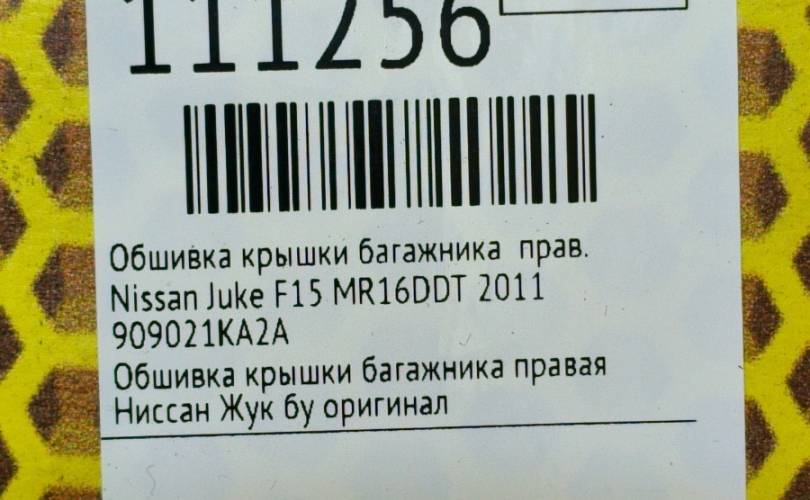 111256
Обшивка крышки багажника прав.
Nissan Juke F15 MR16DDT 2011
909021KA2A
Обшивка крышки багажника правая
Ниссан Жук бу оригинал